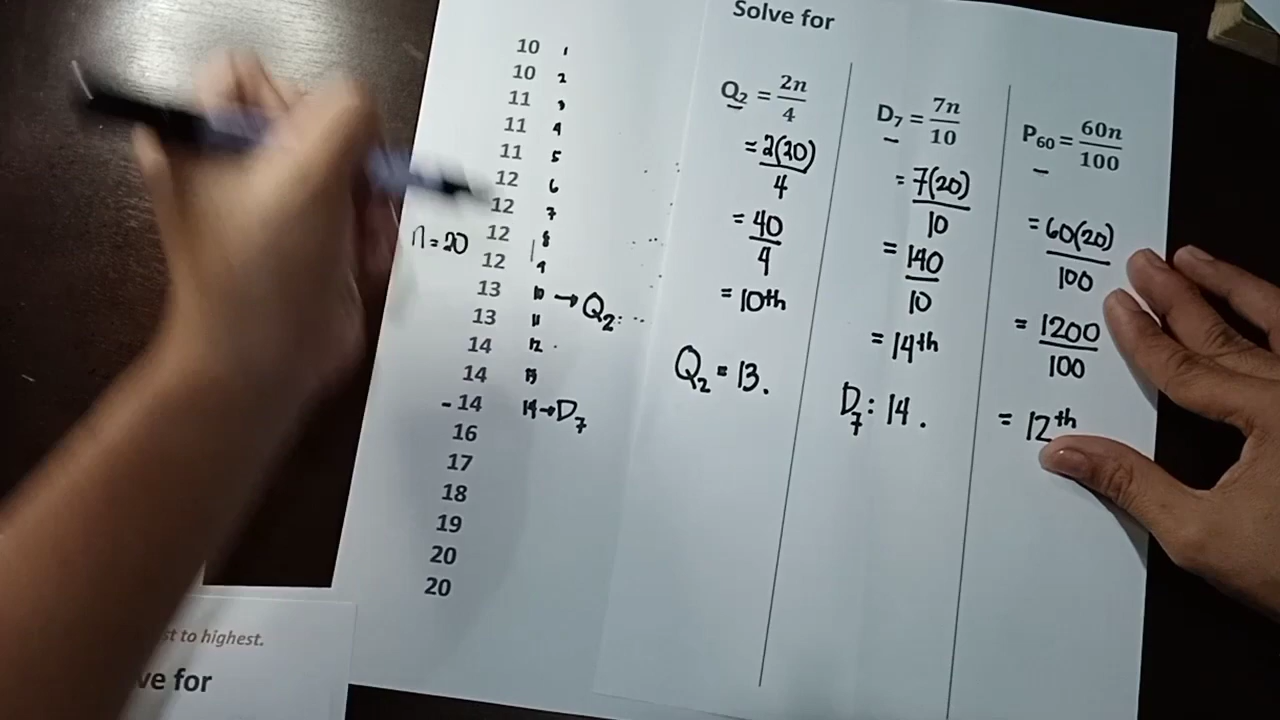 Solve for
10 1
10 2
11 3
11 4
11 5
12 6
12 7
n=20 12 8
12 9
13 10 → Q2:
13 11
14 12
14 13
- 14 14 → D7
16
17
18
19
20
20
Q2 = 2n/4
= 2(20)/4
= 40/4
= 10th
Q2 = 13.
D7 = 7n/10
= 7(20)/10
= 140/10
= 14th
D7: 14.
P60 = 60n/100
= 60(20)/100
= 1200/100
= 12th
st to highest.
ve for